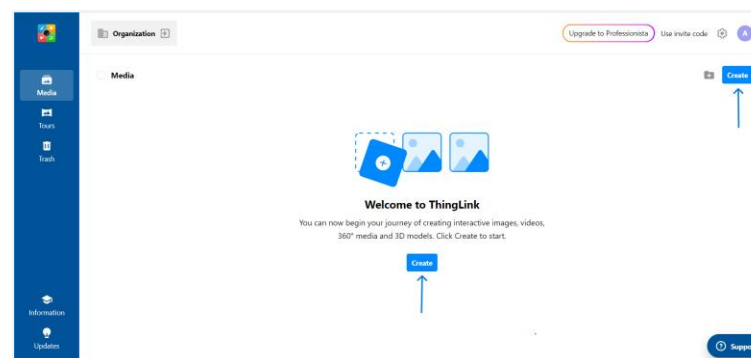 Organization
Upgrade to Professionista
Use invite code
A
Media
Create
Media
Tours
Trash
Welcome to ThingLink
You can now begin your journey of creating interactive images, videos,
360° media and 3D models. Click Create to start.
Create
Information
Updates